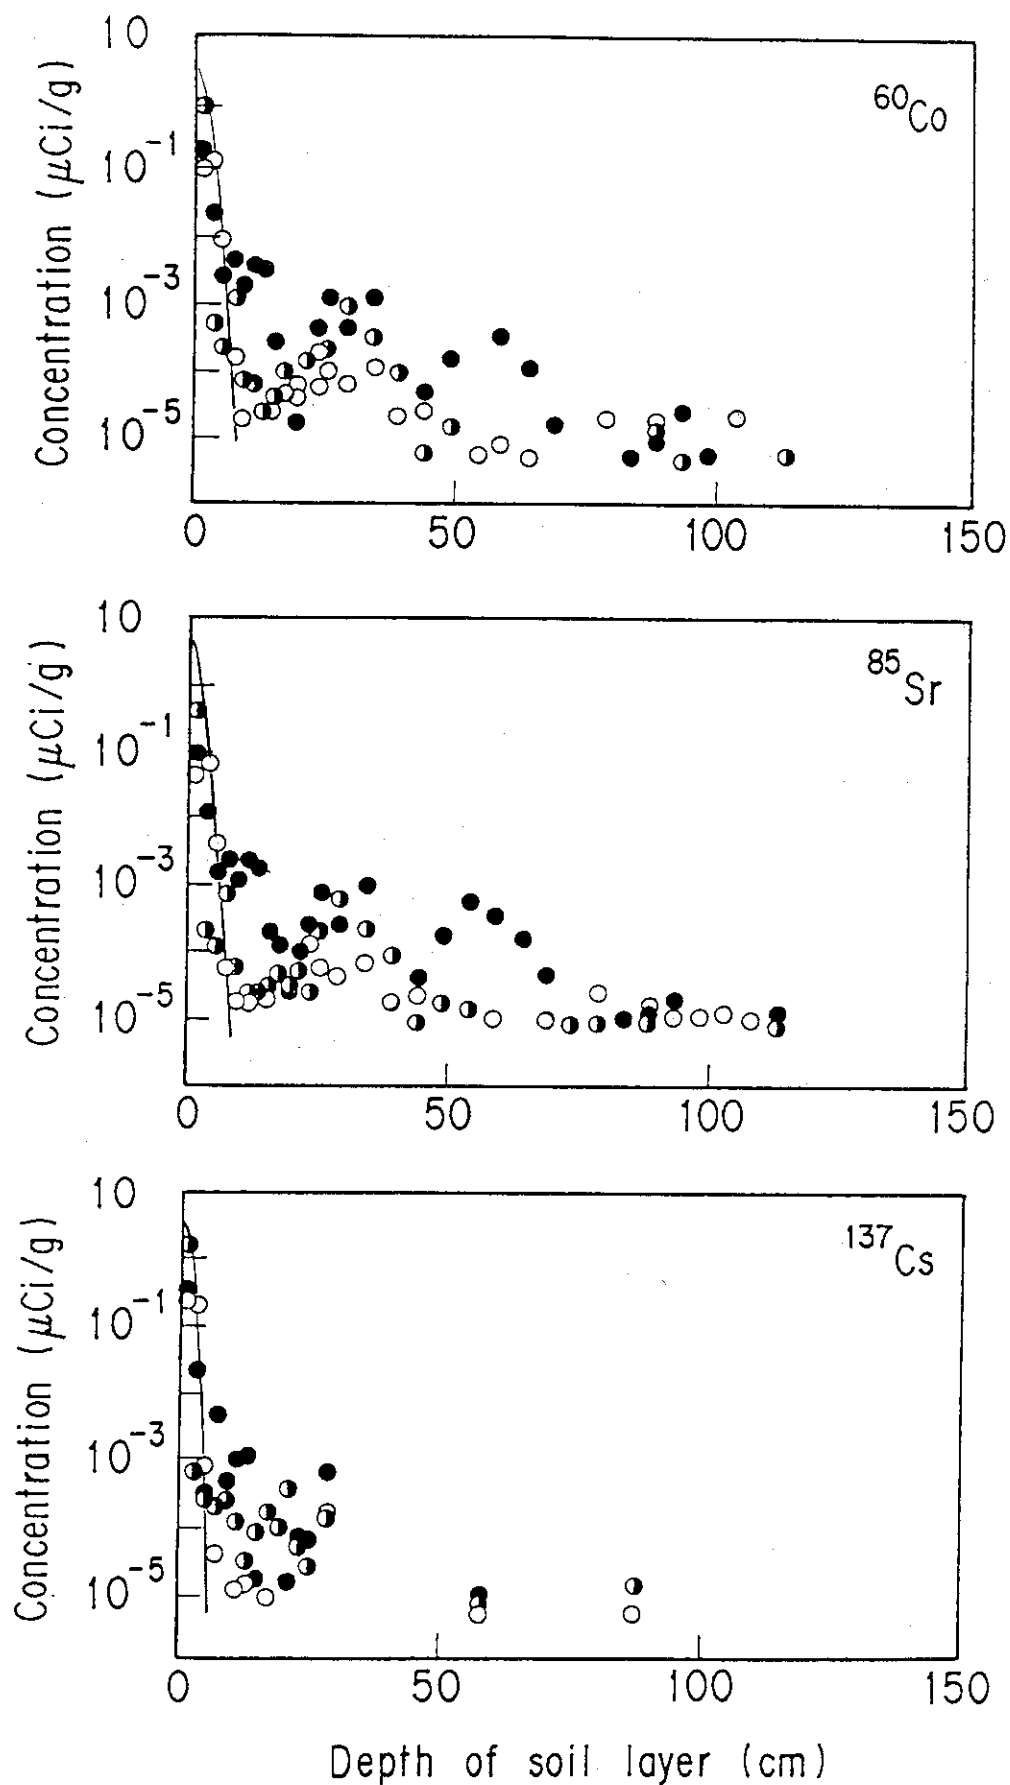 10
10⁻¹
10⁻³
10⁻⁵
Concentration (μCi/g)
⁶⁰Co
0 50 100 150
10
10⁻¹
10⁻³
10⁻⁵
Concentration (μCi/g)
⁸⁵Sr
0 50 100 150
10
10⁻¹
10⁻³
10⁻⁵
Concentration (μCi/g)
¹³⁷Cs
0 50 100 150
Depth of soil layer (cm)